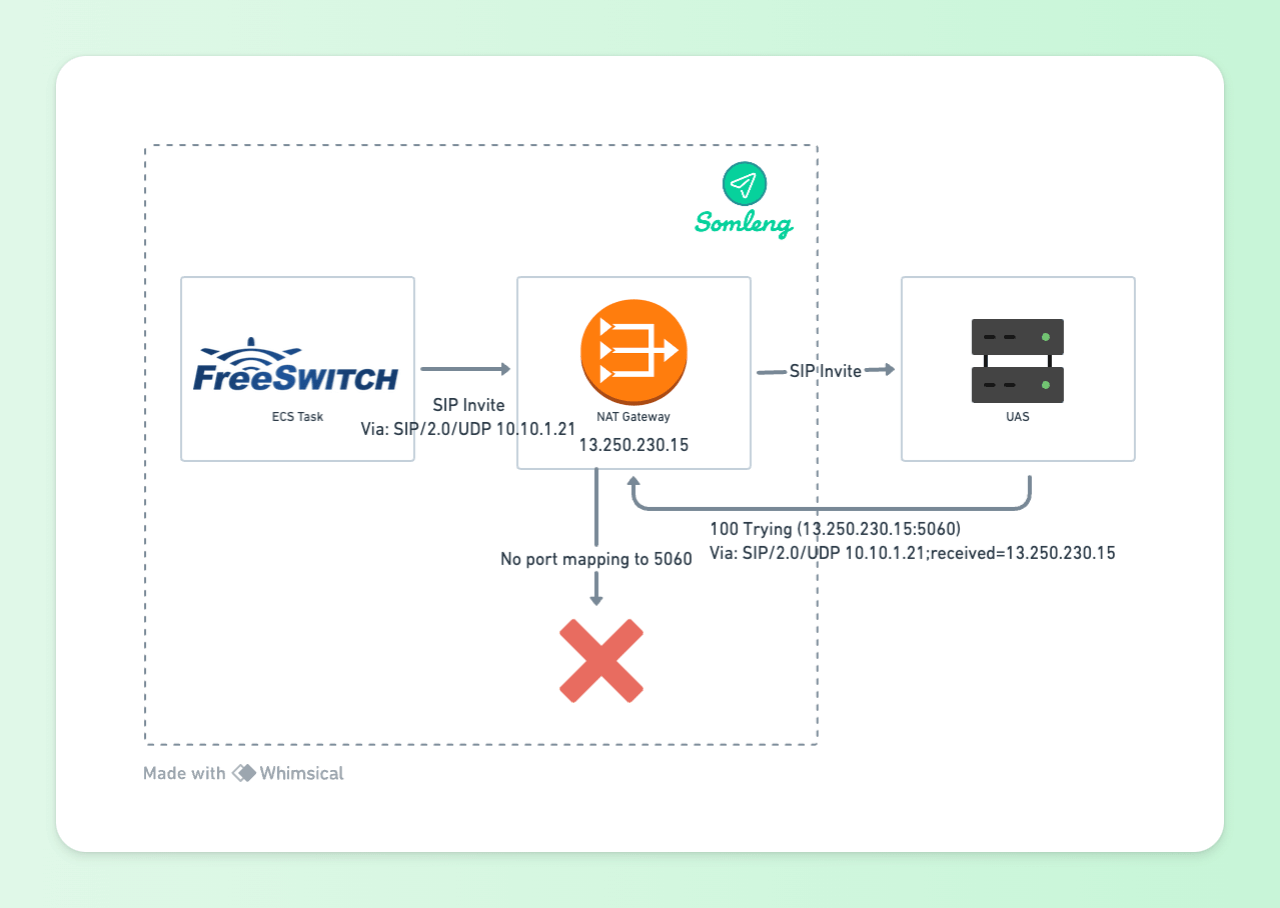 Somleng
FreeSWITCH
ECS Task
SIP Invite
Via: SIP/2.0/UDP 10.10.1.21
NAT Gateway
13.250.230.15
SIP Invite
UAS
100 Trying (13.250.230.15:5060)
Via: SIP/2.0/UDP 10.10.1.21;received=13.250.230.15
No port mapping to 5060
Made with Whimsical